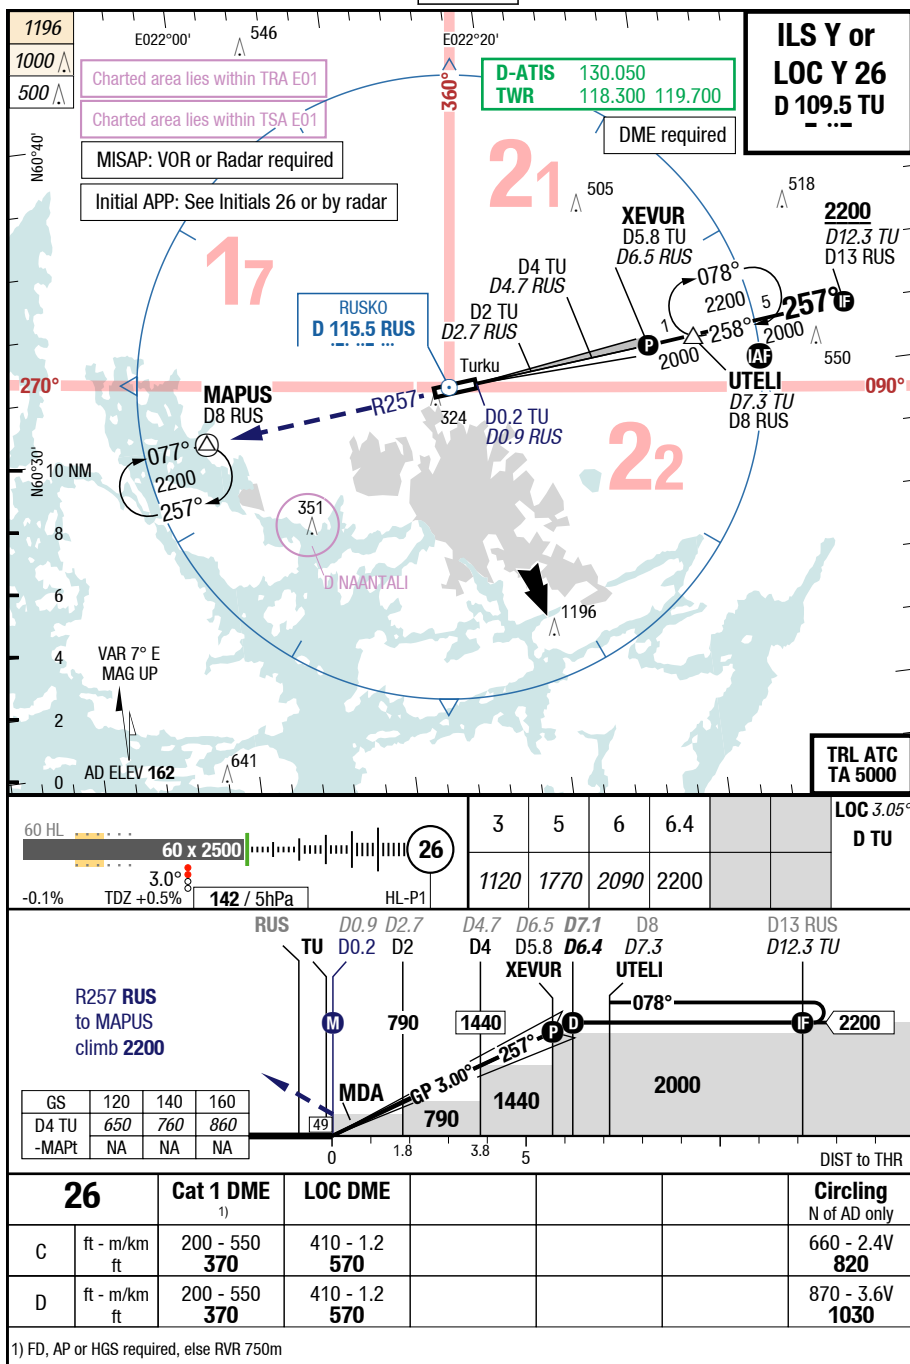 1196
1000
500
E022°00'
546
E022°20'
ILS Y or
LOC Y 26
D 109.5 TU
Charted area lies within TRA E01
Charted area lies within TSA E01
D-ATIS 130.050
TWR 118.300 119.700
DME required
MISAP: VOR or Radar required
Initial APP: See Initials 26 or by radar
N60°40'
360°
21
17
22
505
518
XEVUR
D5.8 TU
D6.5 RUS
2200
D12.3 TU
D13 RUS
D4 TU
D4.7 RUS
D2 TU
D2.7 RUS
078°
2200
258°
1
5
257°
IF
2000
2000
P
IAF
550
UTELI
D7.3 TU
D8 RUS
RUSKO
D 115.5 RUS
Turku
270°
090°
MAPUS
D8 RUS
R257
324
D0.2 TU
D0.9 RUS
077°
2200
257°
N60°30'
10 NM
8
6
4
2
0
351
D NAANTALI
1196
VAR 7° E
MAG UP
AD ELEV 162
641
TRL ATC
TA 5000
60 HL
60 x 2500
26
3.0°
-0.1%
TDZ +0.5%
142 / 5hPa
HL-P1
3 5 6 6.4
LOC 3.05°
D TU
1120 1770 2090 2200
RUS D0.9 D2.7 D4.7 D6.5 D7.1 D8 D13 RUS
TU D0.2 D2 D4 D5.8 D6.4 D7.3 D12.3 TU
XEVUR
UTELI
R257 RUS
to MAPUS
climb 2200
M
790
1440
P
D
078°
IF
2200
257°
GP 3.00°
MDA
790
1440
2000
49
GS 120 140 160
D4 TU 650 760 860
-MAPt NA NA NA
0 1.8 3.8 5
DIST to THR
26 Cat 1 DME LOC DME Circling
1) N of AD only
C ft - m/km 200 - 550 410 - 1.2 660 - 2.4V
ft 370 570 820
D ft - m/km 200 - 550 410 - 1.2 870 - 3.6V
ft 370 570 1030
1) FD, AP or HGS required, else RVR 750m